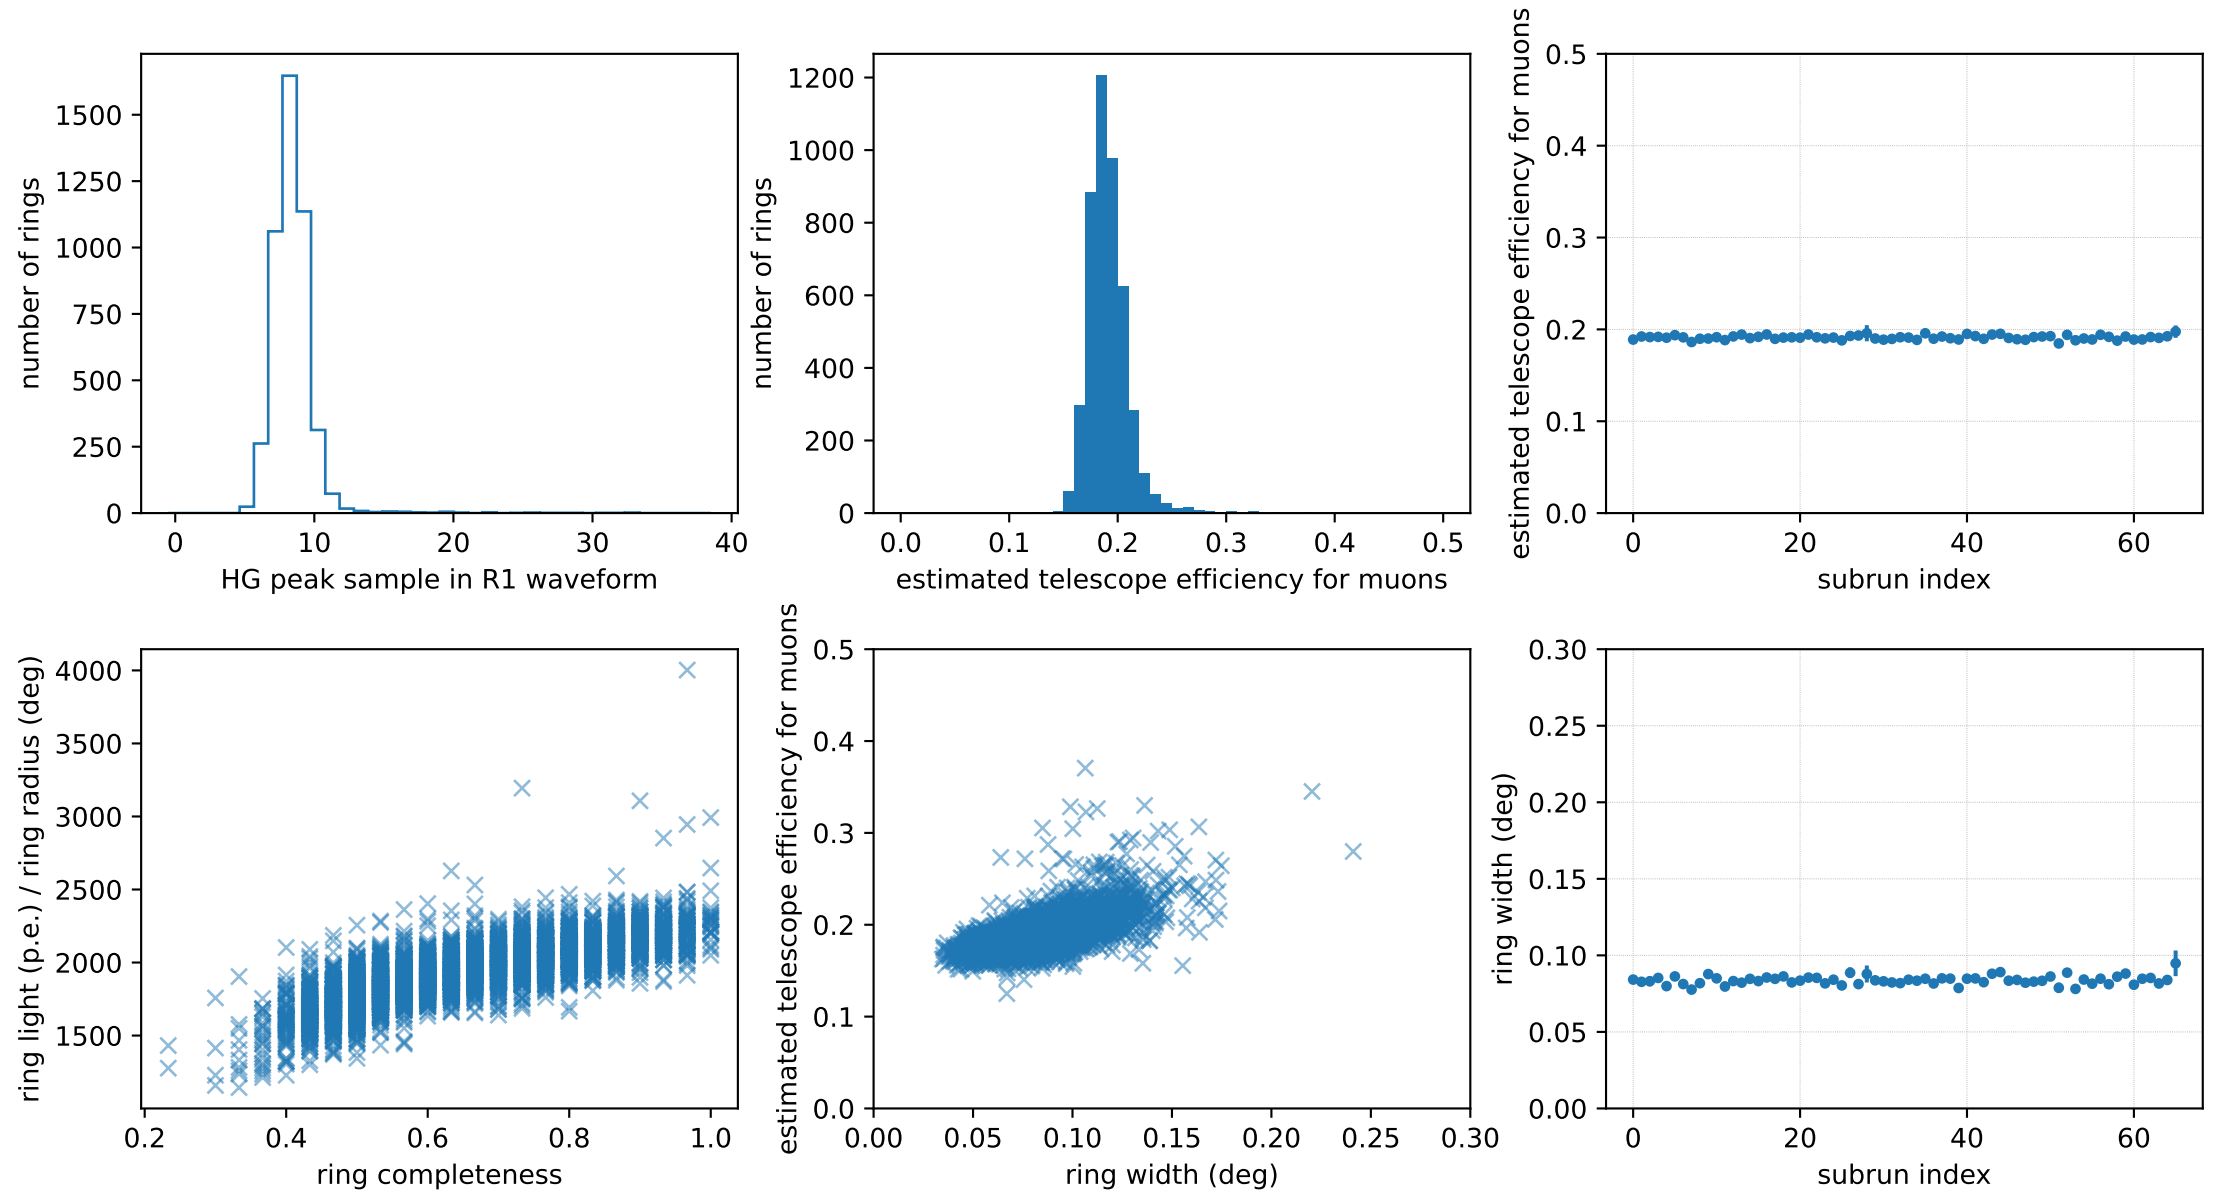 number of rings
1500
1250
1000
750
500
250
0
0 10 20 30 40
HG peak sample in R1 waveform
number of rings
1200
1000
800
600
400
200
0
0.0 0.1 0.2 0.3 0.4 0.5
estimated telescope efficiency for muons
estimated telescope efficiency for muons
0.5
0.4
0.3
0.2
0.1
0.0
0 20 40 60
subrun index
ring light (p.e.) / ring radius (deg)
4000
3500
3000
2500
2000
1500
0.2 0.4 0.6 0.8 1.0
ring completeness
estimated telescope efficiency for muons
0.5
0.4
0.3
0.2
0.1
0.0
0.00 0.05 0.10 0.15 0.20 0.25 0.30
ring width (deg)
ring width (deg)
0.30
0.25
0.20
0.15
0.10
0.05
0.00
0 20 40 60
subrun index